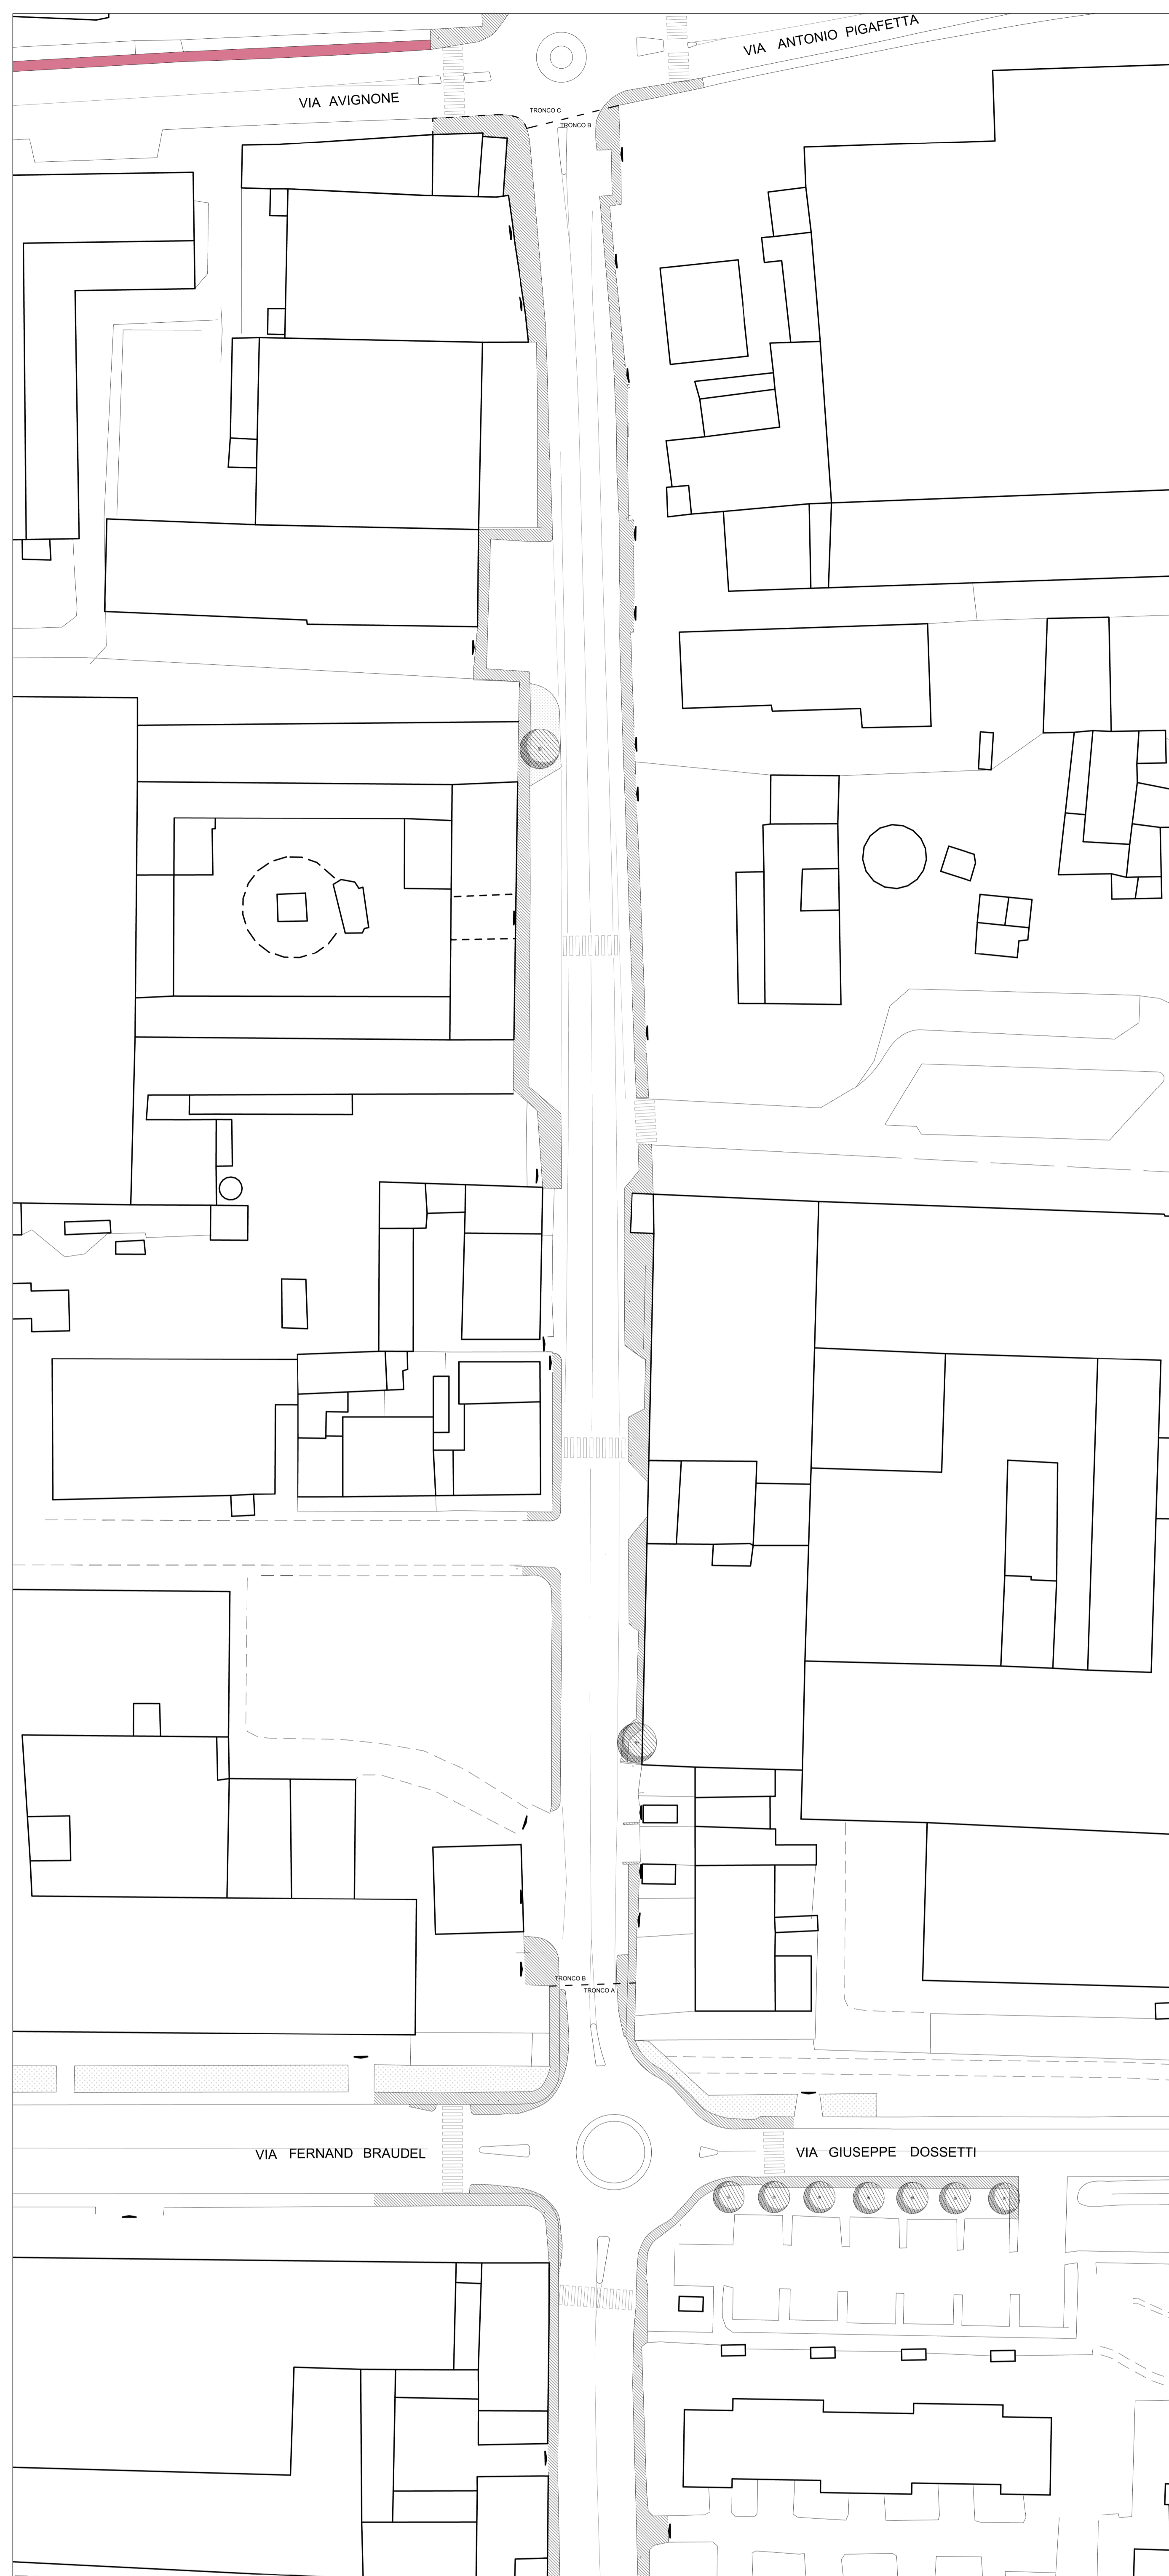 VIA ANTONIO PIGAFETTA
VIA AVIGNONE
TRONCO C
TRONCO B
TRONCO B
TRONCO A
VIA FERNAND BRAUDEL
VIA GIUSEPPE DOSSETTI